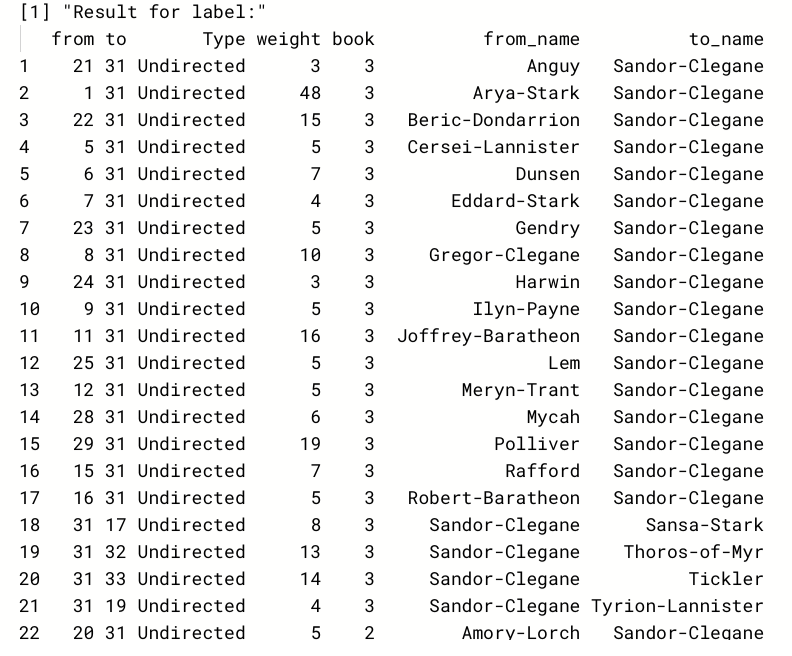 [1] "Result for label:"
from to Type weight book from_name to_name
1 21 31 Undirected 3 3 Anguy Sandor-Clegane
2 1 31 Undirected 48 3 Arya-Stark Sandor-Clegane
3 22 31 Undirected 15 3 Beric-Dondarrion Sandor-Clegane
4 5 31 Undirected 5 3 Cersei-Lannister Sandor-Clegane
5 6 31 Undirected 7 3 Dunsen Sandor-Clegane
6 7 31 Undirected 4 3 Eddard-Stark Sandor-Clegane
7 23 31 Undirected 5 3 Gendry Sandor-Clegane
8 8 31 Undirected 10 3 Gregor-Clegane Sandor-Clegane
9 24 31 Undirected 3 3 Harwin Sandor-Clegane
10 9 31 Undirected 5 3 Ilyn-Payne Sandor-Clegane
11 11 31 Undirected 16 3 Joffrey-Baratheon Sandor-Clegane
12 25 31 Undirected 5 3 Lem Sandor-Clegane
13 12 31 Undirected 5 3 Meryn-Trant Sandor-Clegane
14 28 31 Undirected 6 3 Mycah Sandor-Clegane
15 29 31 Undirected 19 3 Polliver Sandor-Clegane
16 15 31 Undirected 7 3 Rafford Sandor-Clegane
17 16 31 Undirected 5 3 Robert-Baratheon Sandor-Clegane
18 31 17 Undirected 8 3 Sandor-Clegane Sansa-Stark
19 31 32 Undirected 13 3 Sandor-Clegane Thoros-of-Myr
20 31 33 Undirected 14 3 Sandor-Clegane Tickler
21 31 19 Undirected 4 3 Sandor-Clegane Tyrion-Lannister
22 20 31 Undirected 5 2 Amory-Lorch Sandor-Clegane